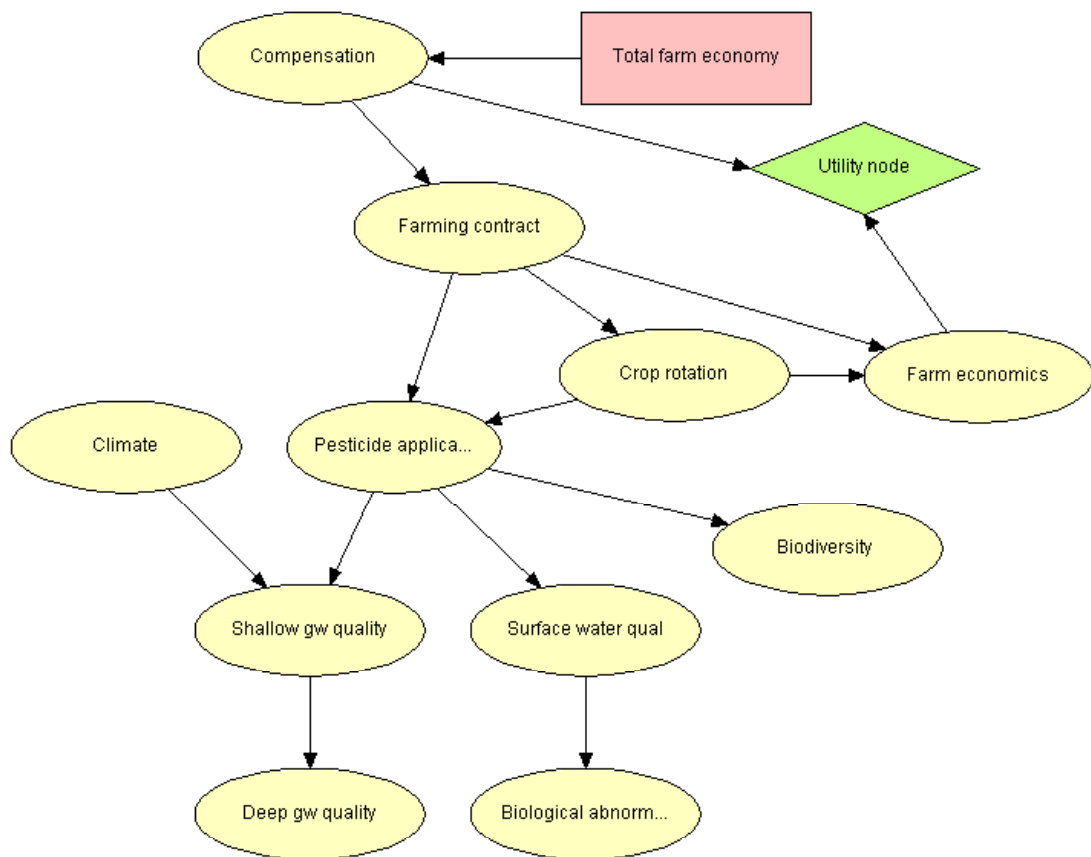 Compensation
Total farm economy
Utility node
Farming contract
Crop rotation
Farm economics
Climate
Pesticide applica...
Biodiversity
Shallow gw quality
Surface water qual
Deep gw quality
Biological abnorm...